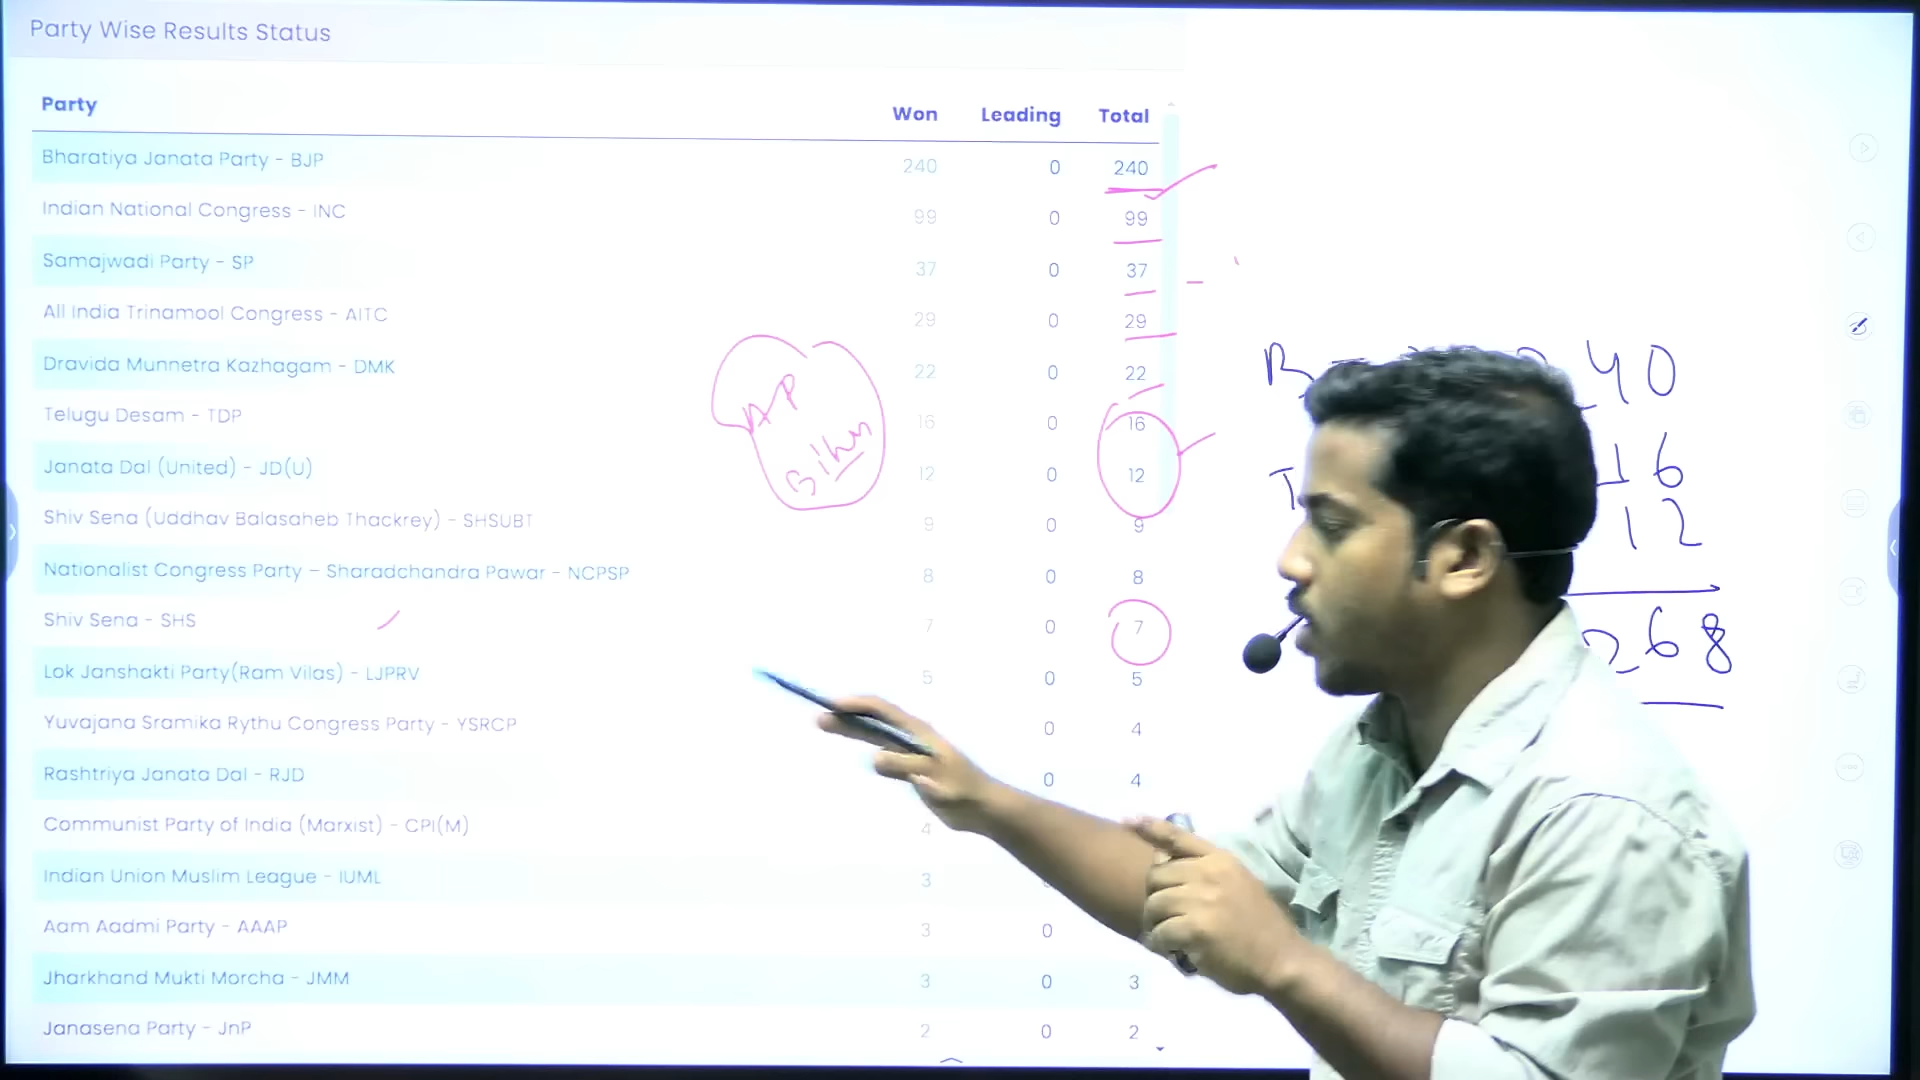 Party Wise Results Status
Party Won Leading Total
Bharatiya Janata Party - BJP 240 0 240
Indian National Congress - INC 99 0 99
Samajwadi Party - SP 37 0 37
All India Trinamool Congress - AITC 29 0 29
Dravida Munnetra Kazhagam - DMK 22 0 22
Telugu Desam - TDP 16 0 16
Janata Dal (United) - JD(U) 12 0 12
Shiv Sena (Uddhav Balasaheb Thackrey) - SHSUBT 9 0 9
Nationalist Congress Party – Sharadchandra Pawar - NCPSP 8 0 8
Shiv Sena - SHS 7 0 7
Lok Janshakti Party(Ram Vilas) - LJPRV 5 0 5
Yuvajana Sramika Rythu Congress Party - YSRCP 0 4
Rashtriya Janata Dal - RJD 0 4
Communist Party of India (Marxist) - CPI(M) 4
Indian Union Muslim League - IUML 3
Aam Aadmi Party - AAAP 3 0
Jharkhand Mukti Morcha - JMM 3 0 3
Janasena Party - JnP 2 0 2
AP
Bihar
40
16
12
268